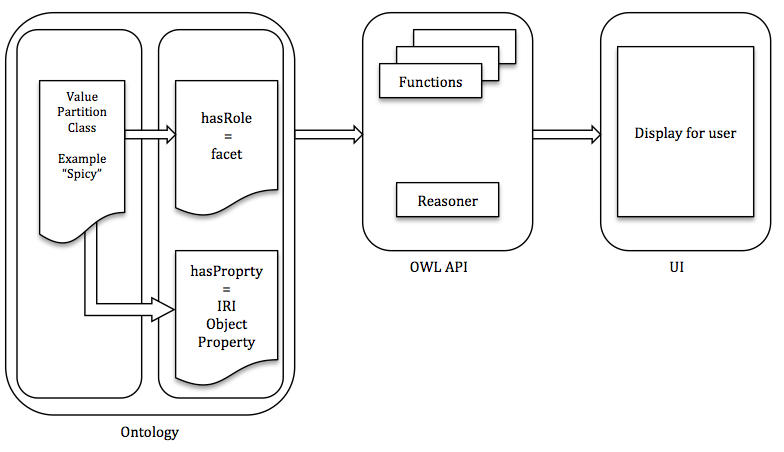 Value
Partition
Class
Example
"Spicy”
hasRole
=
facet
hasProprty
=
IRI
Object
Property
Ontology
Functions
Reasoner
OWL API
Display for user
UI